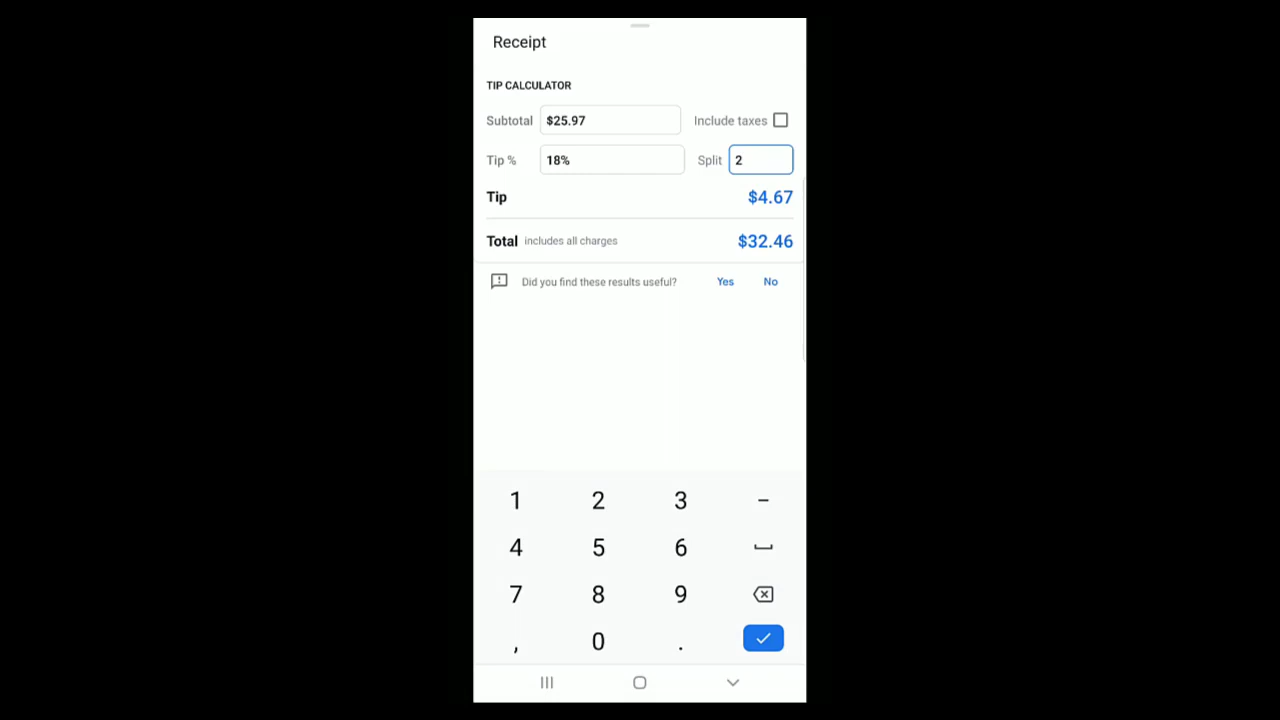 Receipt
TIP CALCULATOR
Subtotal $25.97 Include taxes
Tip % 18% Split 2
Tip $4.67
Total includes all charges $32.46
Did you find these results useful? Yes No
1 2 3 -
4 5 6
7 8 9
, 0 .